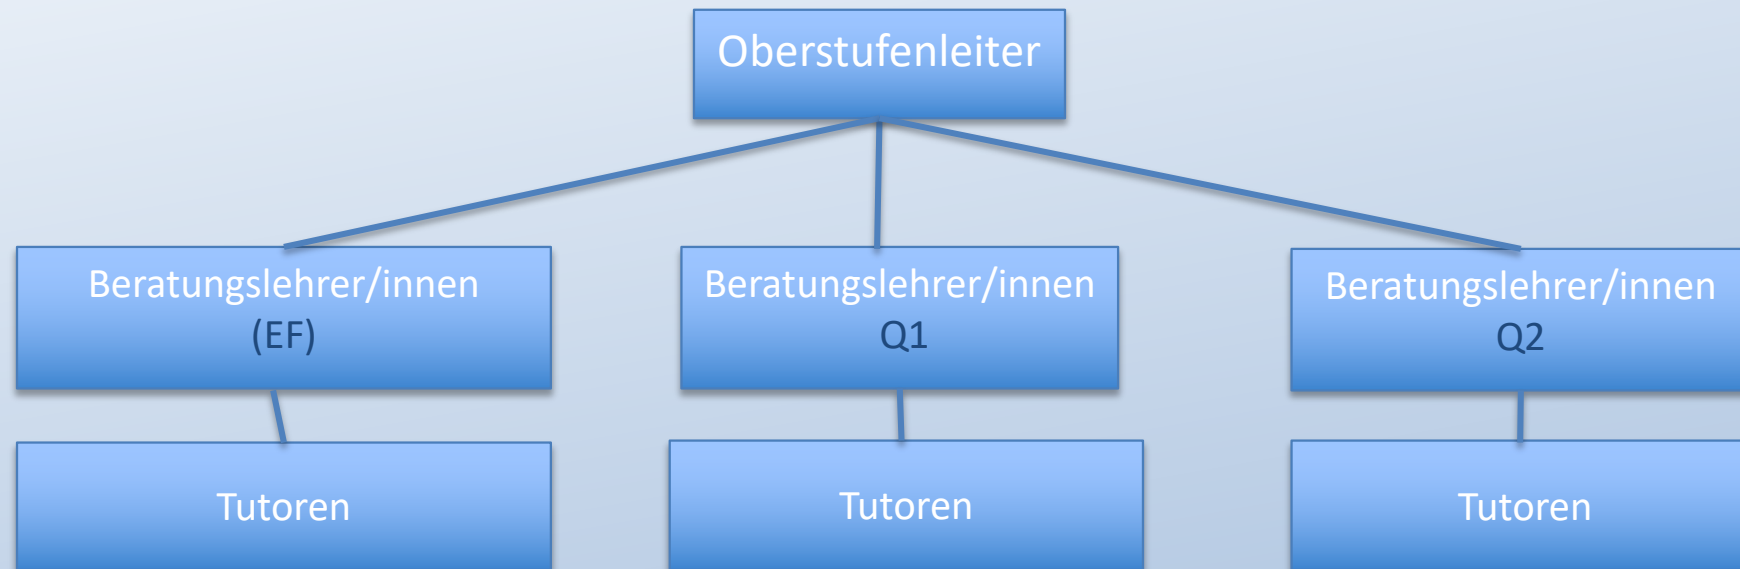 Oberstufenleiter
Beratungslehrer/innen
(EF)
Beratungslehrer/innen
Q1
Beratungslehrer/innen
Q2
Tutoren
Tutoren
Tutoren